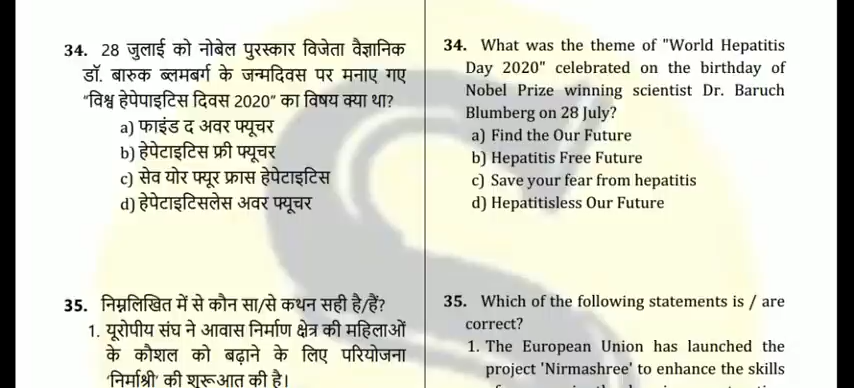 34. 28 जुलाई को नोबेल पुरस्कार विजेता वैज्ञानिक
डॉ. बारुक ब्लमबर्ग के जन्मदिवस पर मनाए गए
"विश्व हेपेपाइटिस दिवस 2020" का विषय क्या था?
a) फाइंड द अवर फ्यूचर
b) हेपेटाइटिस फ्री फ्यूचर
c) सेव योर फ्यूर फ्रास हेपेटाइटिस
d) हेपेटाइटिसलेस अवर फ्यूचर
35. निम्नलिखित में से कौन सा/से कथन सही है/हैं?
1. यूरोपीय संघ ने आवास निर्माण क्षेत्र की महिलाओं
के कौशल को बढ़ाने के लिए परियोजना
'निर्माश्री' की शुरूआत की है।
34. What was the theme of "World Hepatitis
Day 2020" celebrated on the birthday of
Nobel Prize winning scientist Dr. Baruch
Blumberg on 28 July?
a) Find the Our Future
b) Hepatitis Free Future
c) Save your fear from hepatitis
d) Hepatitisless Our Future
35. Which of the following statements is / are
correct?
1. The European Union has launched the
project 'Nirmashree' to enhance the skills